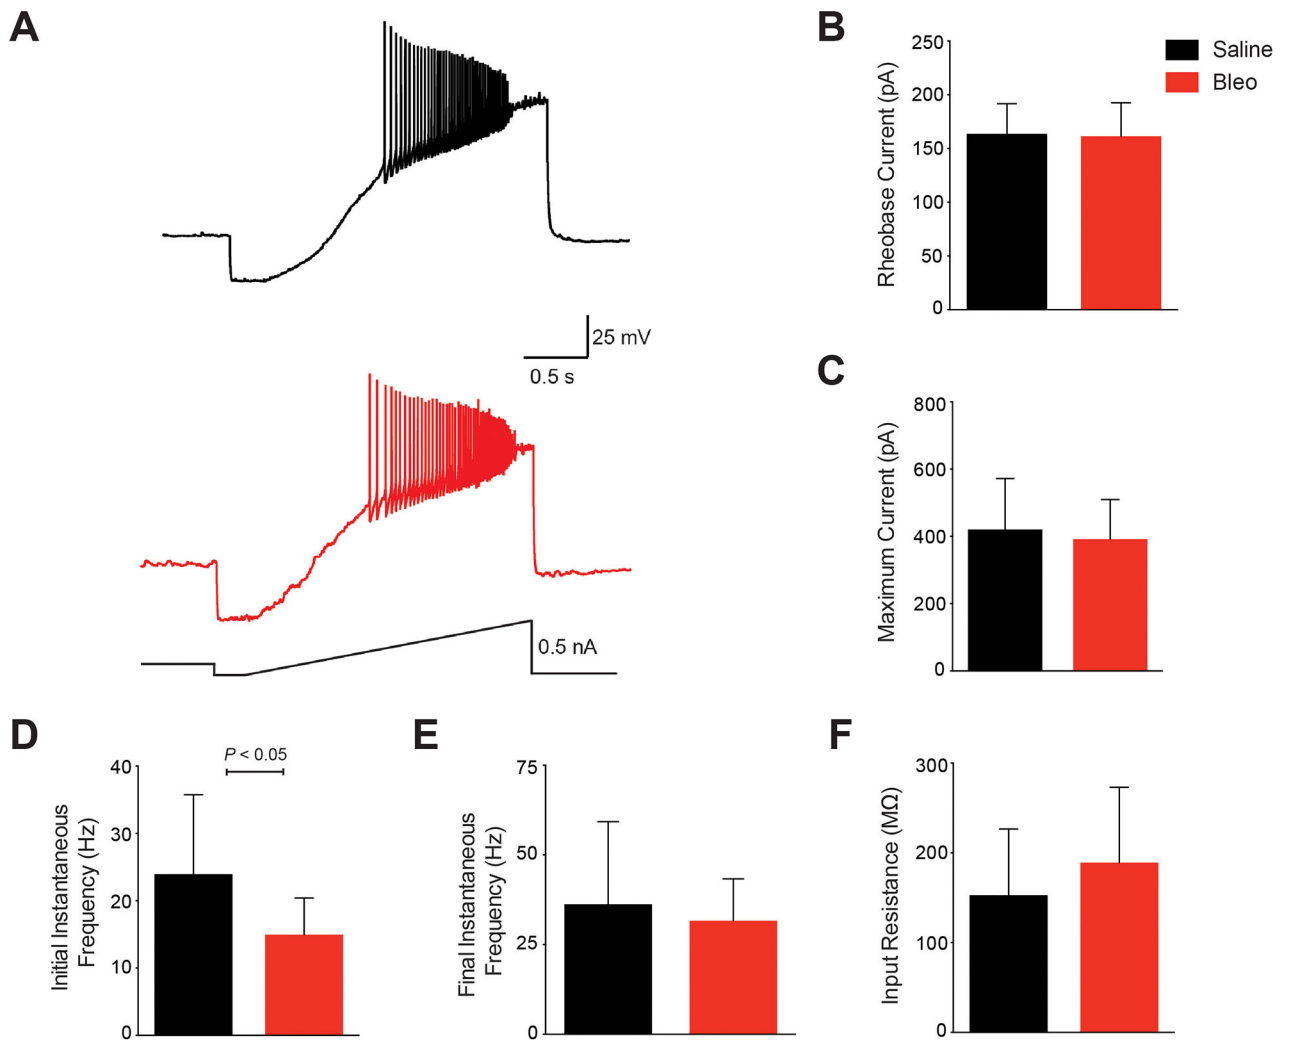 A
25 mV
0.5 s
0.5 nA
B
Saline
Bleo
Rheobase Current (pA)
250
200
150
100
50
0
C
Maximum Current (pA)
800
600
400
200
0
D
P < 0.05
Initial Instantaneous
Frequency (Hz)
40
30
20
10
0
E
Final Instantaneous
Frequency (Hz)
75
50
25
0
F
Input Resistance (MΩ)
300
200
100
0